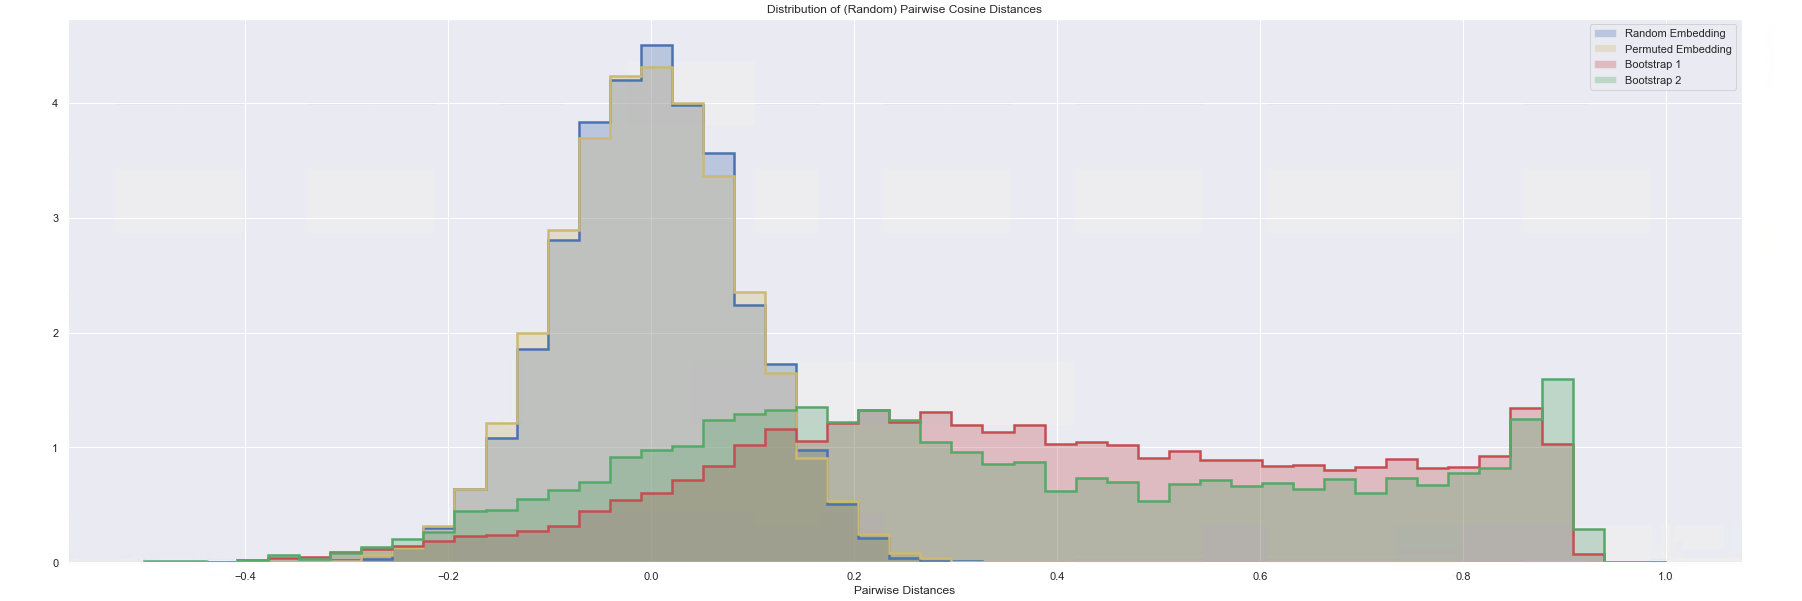 Distribution of (Random) Pairwise Cosine Distances
Random Embedding
Permuted Embedding
Bootstrap 1
Bootstrap 2
4
3
2
1
0
−0.4 −0.2 0.0 0.2 0.4 0.6 0.8 1.0
Pairwise Distances